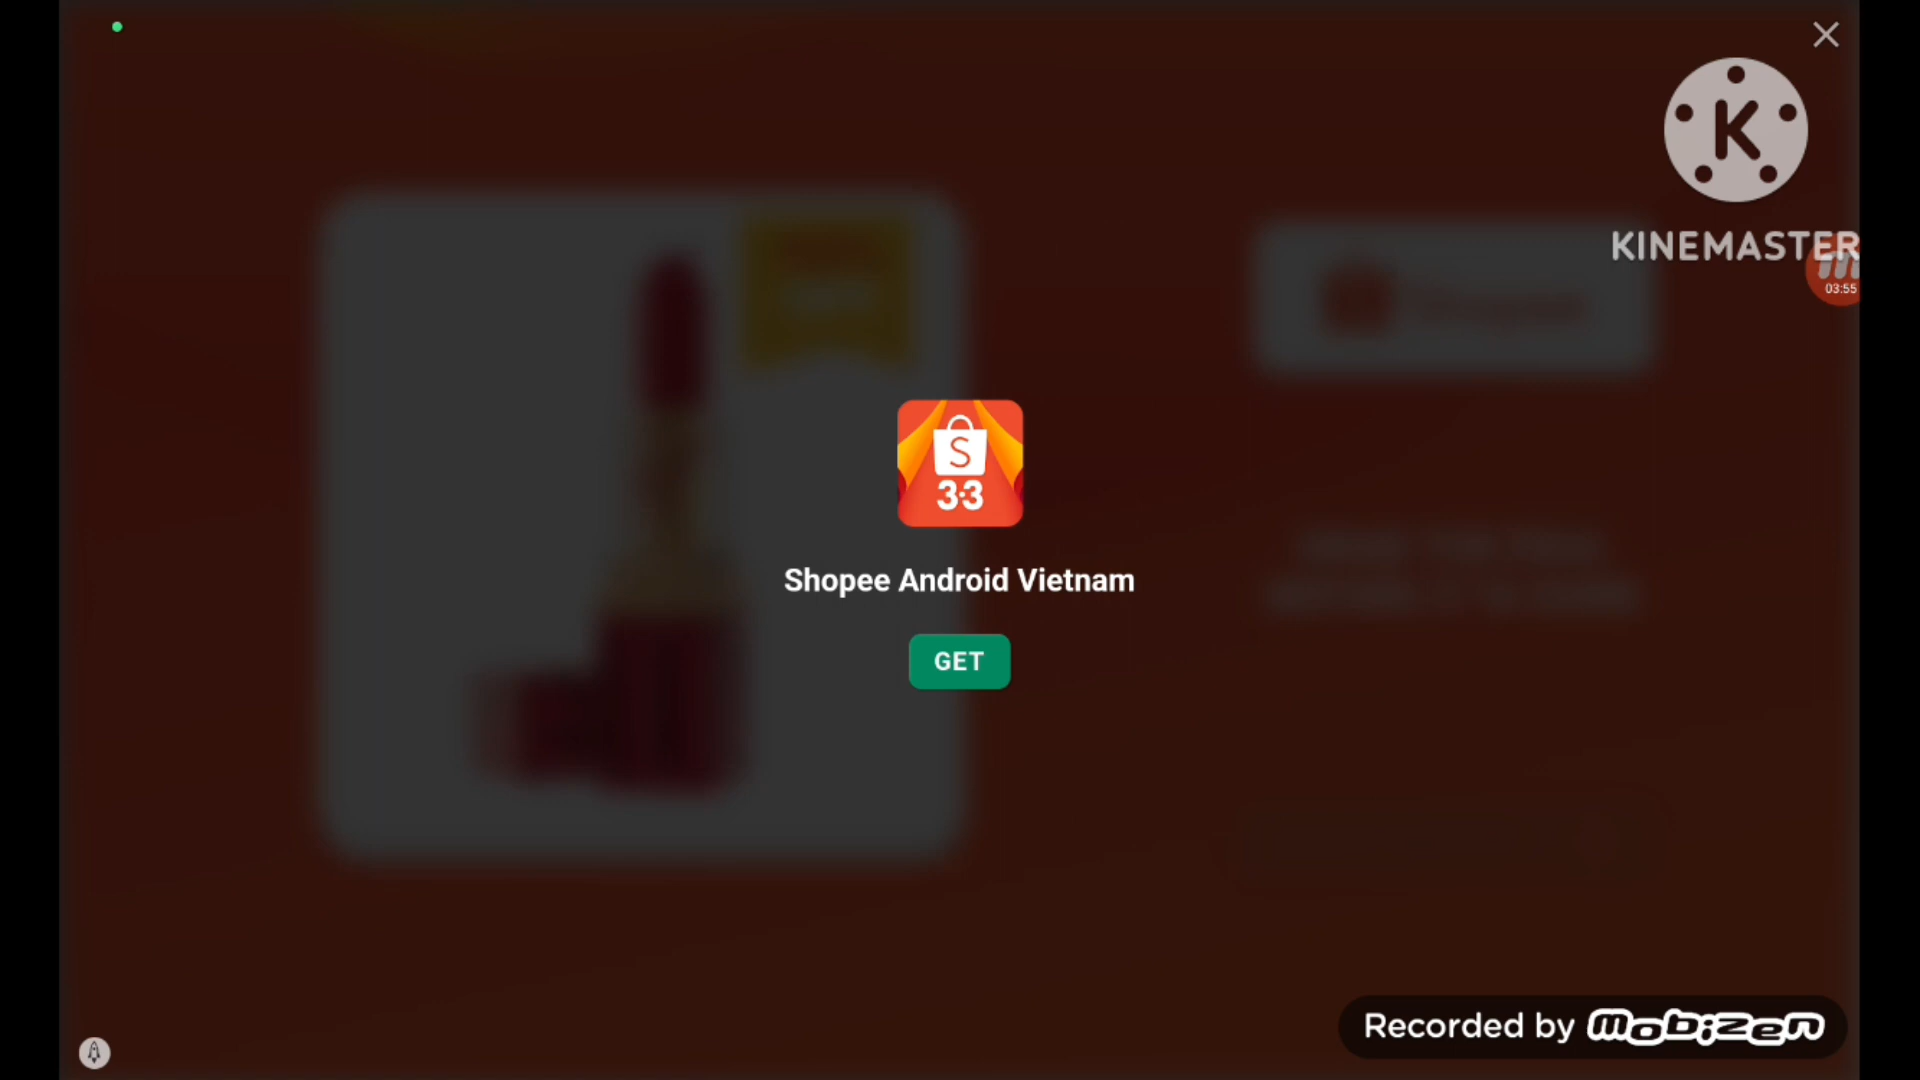 K
KINEMASTER
03:55
S
3.3
Shopee Android Vietnam
GET
Recorded by mobizen